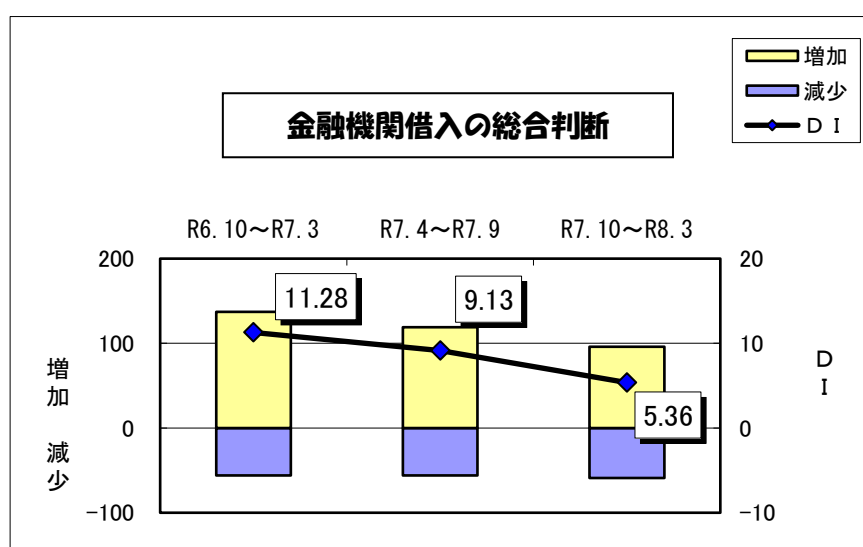 増加
減少
ＤＩ
金融機関借入の総合判断
R6.10～R7.3 R7.4～R7.9 R7.10～R8.3
200 20
11.28 9.13
100 10
増加 減少
ＤＩ
0 0
5.36
-100 -10